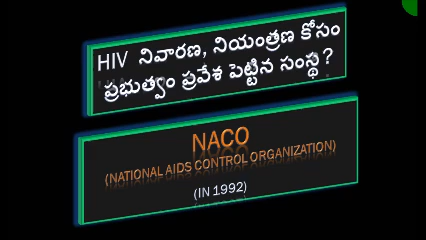 HIV నివారణ, నియంత్రణ కోసం
ప్రభుత్వం ప్రవేశ పెట్టిన సంస్థ?
NACO
(NATIONAL AIDS CONTROL ORGANIZATION)
(IN 1992)